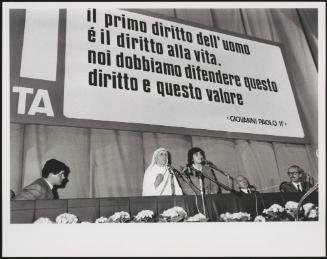 il primo diritto dell'uomo
é il diritto alla vita.
noi dobbiamo difendere questo
diritto e questo valore
TA
• GIOVANNI PAOLO II°